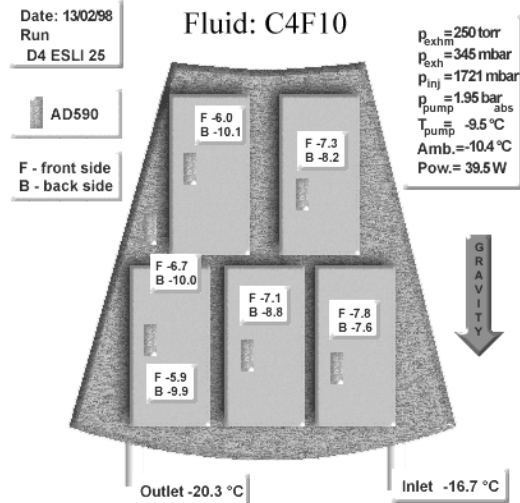 Date: 13/02/98
Run
D4 ESLI 25
Fluid: C4F10
AD590
F - front side
B - back side
pexhm=250 torr
pexh=345 mbar
pinj=1721 mbar
ppump=1.95 barabs
Tpump= -9.5 °C
Amb.=-10.4 °C
Pow.= 39.5 W
F -6.0
B -10.1
F -7.3
B -8.2
F -6.7
B -10.0
F -7.1
B -8.8
F -7.8
B -7.6
F -5.9
B -9.9
GRAVITY
Outlet -20.3 °C
Inlet -16.7 °C